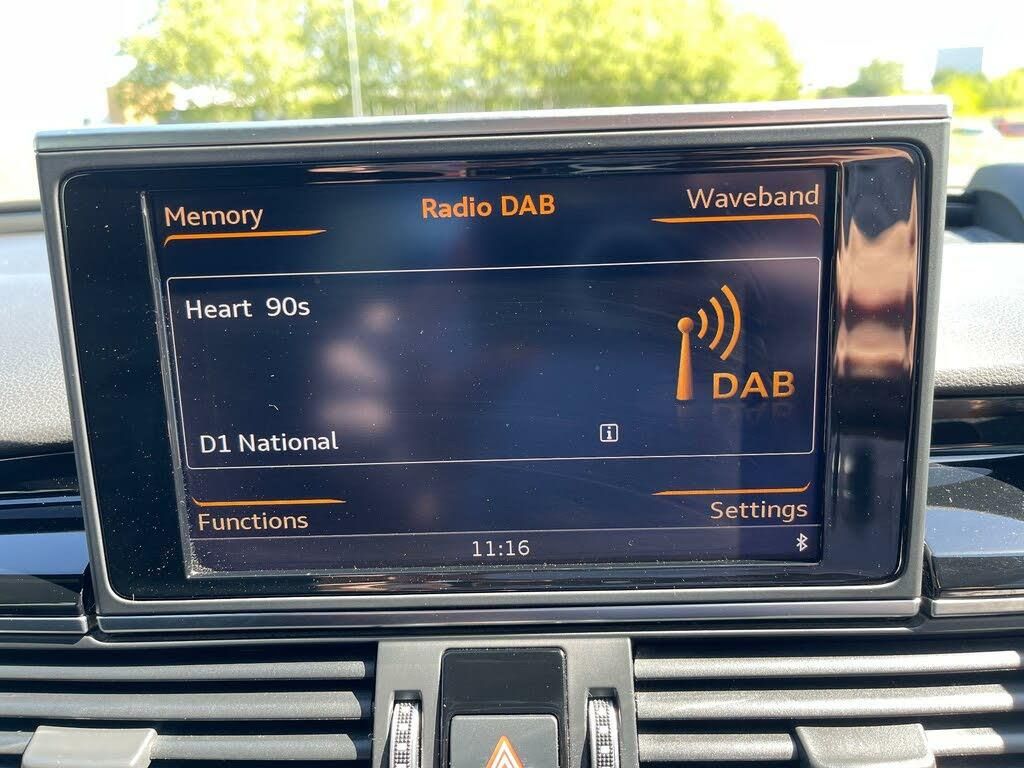 Memory
Radio DAB
Waveband
Heart 90s
DAB
D1 National
i
Functions
Settings
11:16